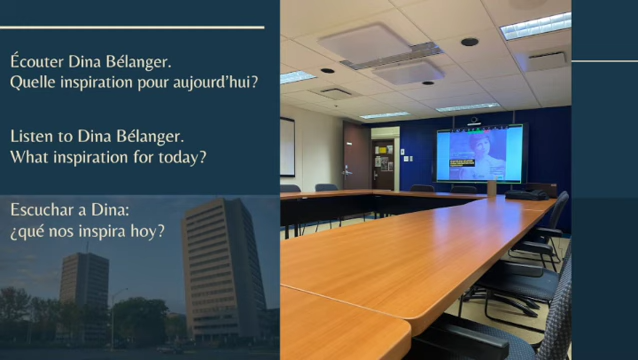 Écouter Dina Bélanger.
Quelle inspiration pour aujourd'hui?
Listen to Dina Bélanger.
What inspiration for today?
Escuchar a Dina:
¿qué nos inspira hoy?